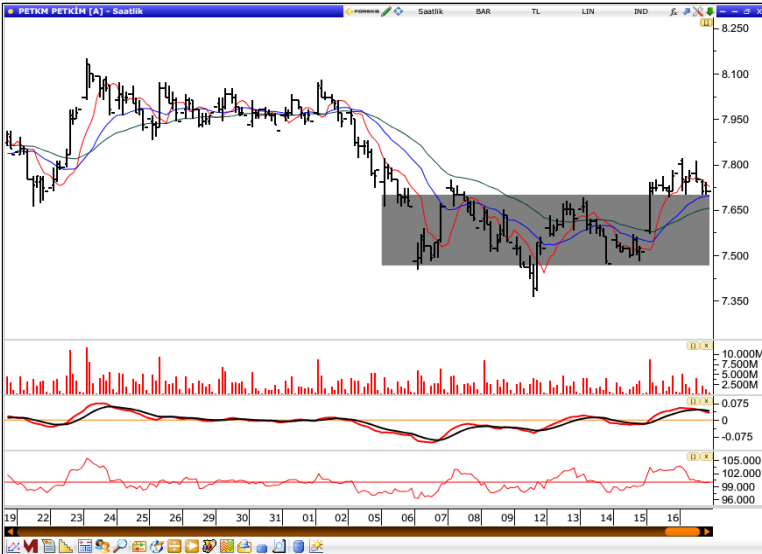 PETKM PETKİM [A] - Saatlik
FOREKS Saatlik BAR TL LIN IND
8.250
8.100
7.950
7.800
7.650
7.500
7.350
10.000M
7.500M
5.000M
2.500M
0.075
0
-0.075
105.000
102.000
99.000
96.000
19 22 23 24 25 26 29 30 31 01 02 05 06 07 08 09 12 13 14 15 16